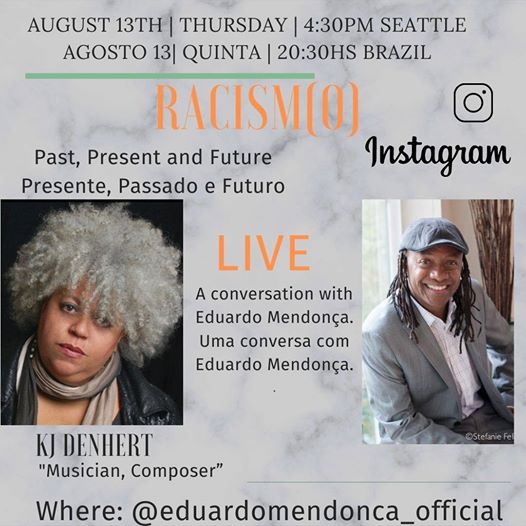 AUGUST 13TH | THURSDAY | 4:30PM SEATTLE
AGOSTO 13| QUINTA | 20:30HS BRAZIL
RACISM(O)
Instagram
Past, Present and Future
Presente, Passado e Futuro
LIVE
A conversation with
Eduardo Mendonça.
Uma conversa com
Eduardo Mendonça.
.
©Stefanie Fel
KJ DENHERT
"Musician, Composer”
Where: @eduardomendonca_official